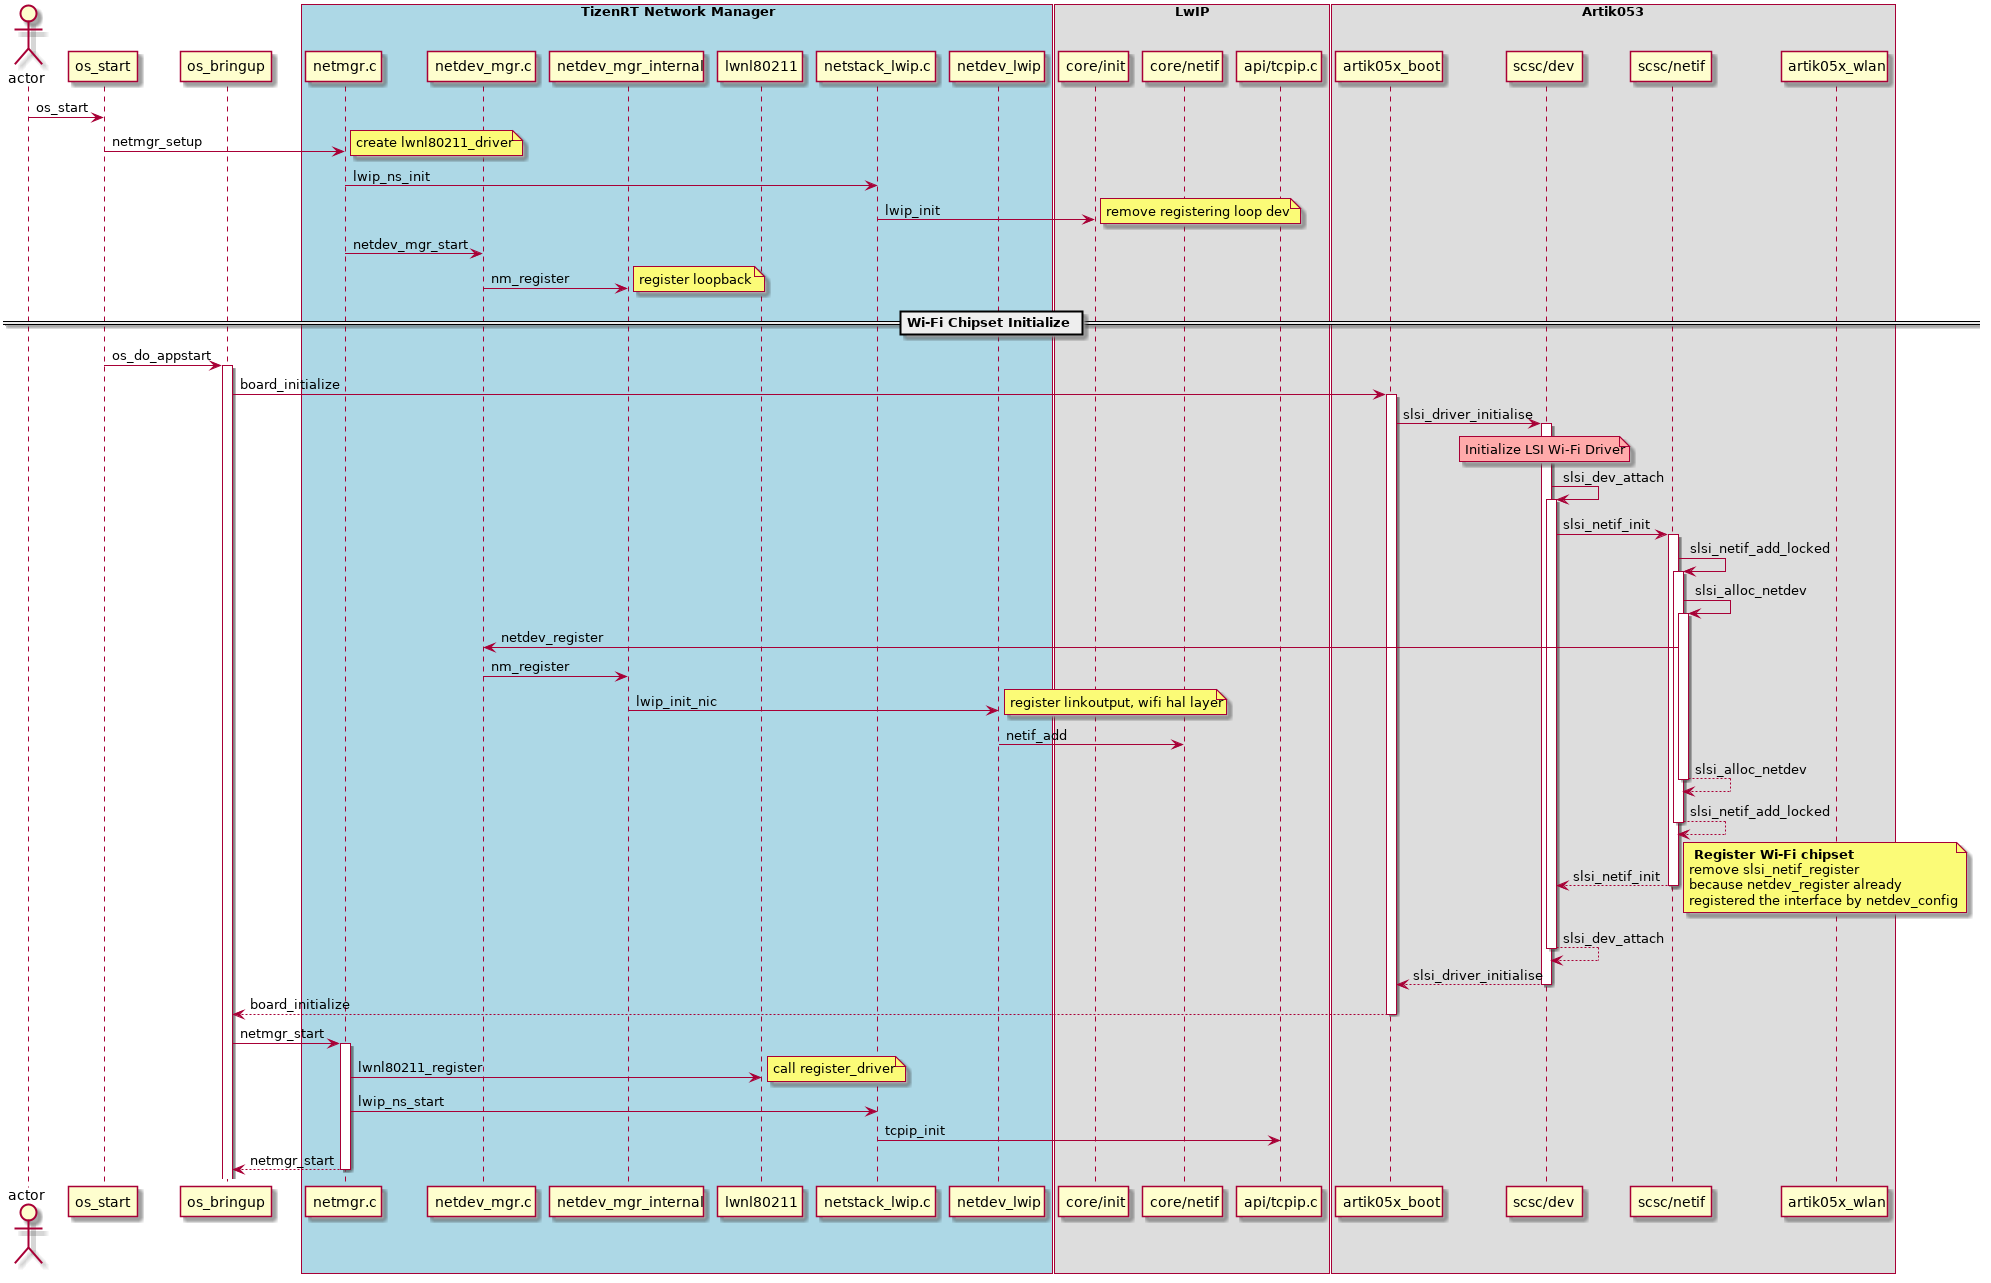 TizenRT Network Manager
LwIP
Artik053
actor
os_start
os_bringup
netmgr.c
netdev_mgr.c
netdev_mgr_internal
lwnl80211
netstack_lwip.c
netdev_lwip
core/init
core/netif
api/tcpip.c
artik05x_boot
scsc/dev
scsc/netif
artik05x_wlan
os_start
netmgr_setup
create lwnl80211_driver
lwip_ns_init
lwip_init
remove registering loop dev
netdev_mgr_start
nm_register
register loopback
Wi-Fi Chipset Initialize
os_do_appstart
board_initialize
slsi_driver_initialise
Initialize LSI Wi-Fi Driver
slsi_dev_attach
slsi_netif_init
slsi_netif_add_locked
slsi_alloc_netdev
netdev_register
nm_register
lwip_init_nic
register linkoutput, wifi hal layer
netif_add
slsi_alloc_netdev
slsi_netif_add_locked
Register Wi-Fi chipset
remove slsi_netif_register
because netdev_register already
registered the interface by netdev_config
slsi_netif_init
slsi_dev_attach
slsi_driver_initialise
board_initialize
netmgr_start
lwnl80211_register
call register_driver
lwip_ns_start
tcpip_init
netmgr_start
actor
os_start
os_bringup
netmgr.c
netdev_mgr.c
netdev_mgr_internal
lwnl80211
netstack_lwip.c
netdev_lwip
core/init
core/netif
api/tcpip.c
artik05x_boot
scsc/dev
scsc/netif
artik05x_wlan